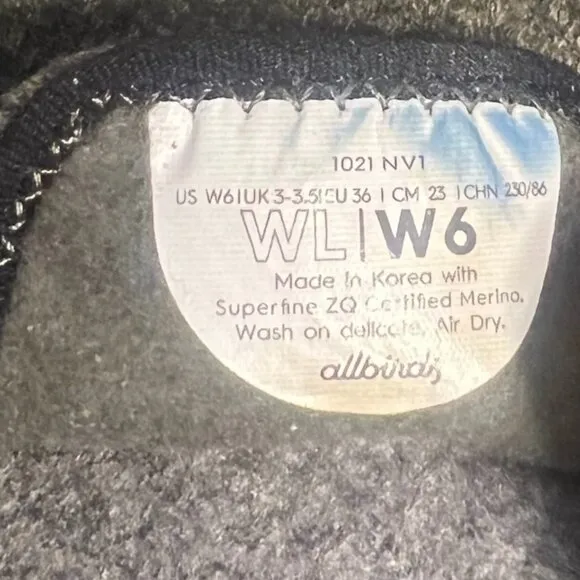 1021 NV1
US W6 | UK 3-3.5 | EU 36 | CM 23 | CHN 230/86
WL | W6
Made In Korea with
Superfine ZQ Certified Merino.
Wash on delicate, Air Dry.
allbirds